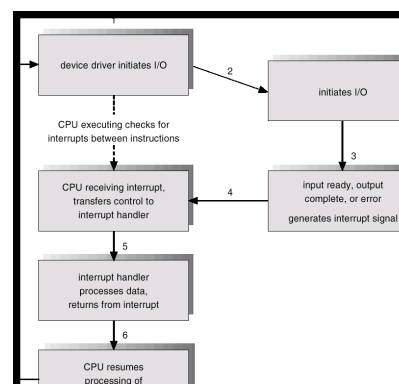 device driver initiates I/O
2
initiates I/O
CPU executing checks for
interrupts between instructions
3
CPU receiving interrupt,
transfers control to
interrupt handler
4
input ready, output
complete, or error
generates interrupt signal
5
interrupt handler
processes data,
returns from interrupt
6
CPU resumes
processing of